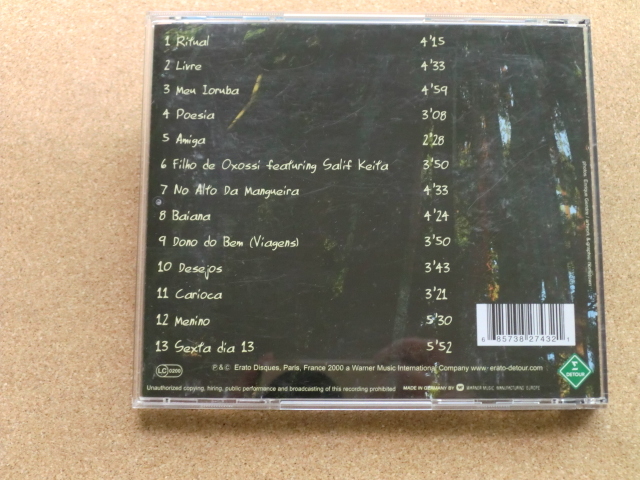 1 Ritual 4'15
2 Livre 4'33
3 Meu Ioruba 4'59
4 Poesia 3'08
5 Amiga 2'28
6 Filho de Oxossi featuring Salif Keita 3'50
7 No Alto Da Mangueira 4'33
8 Baiana 4'24
9 Dono do Bem (Viagens) 3'50
10 Desejos 3'43
11 Carioca 3'21
12 Menino 5'30
13 Sexta dia 13 5'52
6 85738 27432 1
DETOUR
LC 0200
P & © Erato Disques, Paris, France 2000 a Warner Music International Company www.erato-detour.com
Unauthorized copying, hiring, public performance and broadcasting of this recording prohibited MADE IN GERMANY BY WARNER MUSIC MANUFACTURING EUROPE